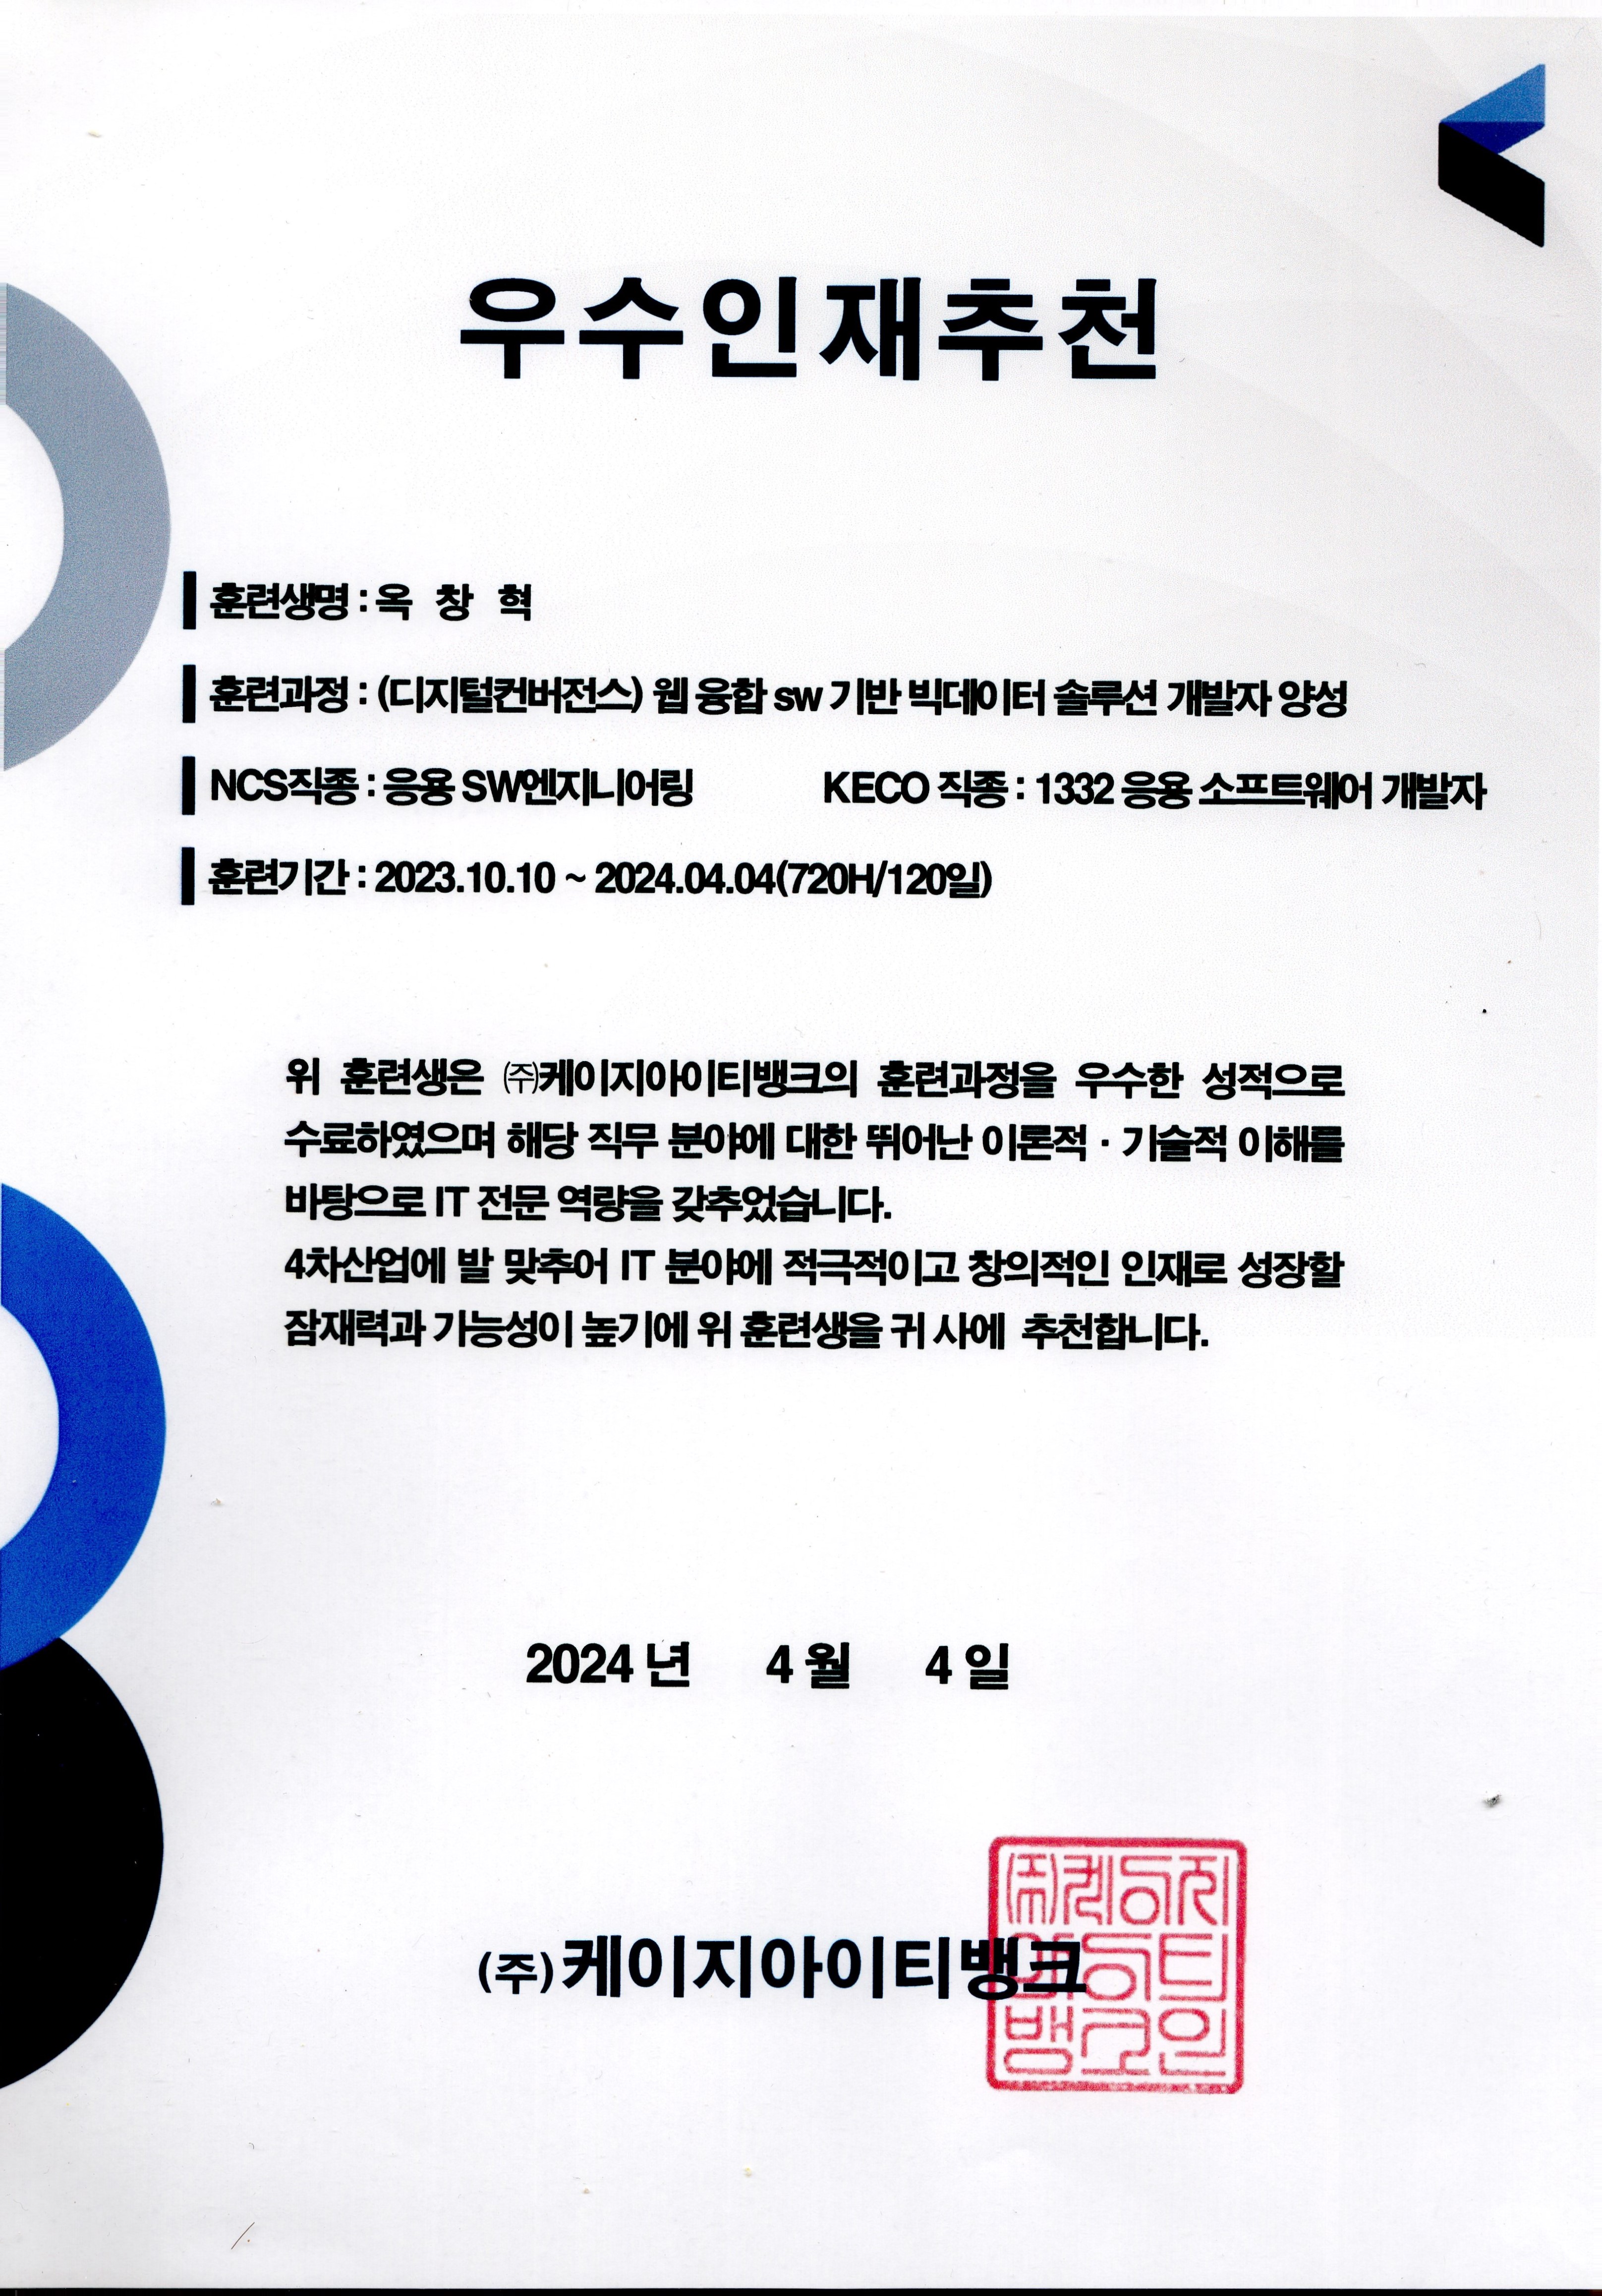 우수인재추천
훈련생명 : 옥 창 혁
훈련과정 : (디지털컨버전스) 웹 융합 sw 기반 빅데이터 솔루션 개발자 양성
NCS직종 : 응용 SW엔지니어링 KECO 직종 : 1332 응용 소프트웨어 개발자
훈련기간 : 2023.10.10 ~ 2024.04.04(720H/120일)
위 훈련생은 ㈜케이지아이티뱅크의 훈련과정을 우수한 성적으로
수료하였으며 해당 직무 분야에 대한 뛰어난 이론적 · 기술적 이해를
바탕으로 IT 전문 역량을 갖추었습니다.
4차산업에 발 맞추어 IT 분야에 적극적이고 창의적인 인재로 성장할
잠재력과 가능성이 높기에 위 훈련생을 귀 사에 추천합니다.
2024 년 4 월 4 일
(주)케이지아이티뱅크
㈜케이지
아이티
뱅크인